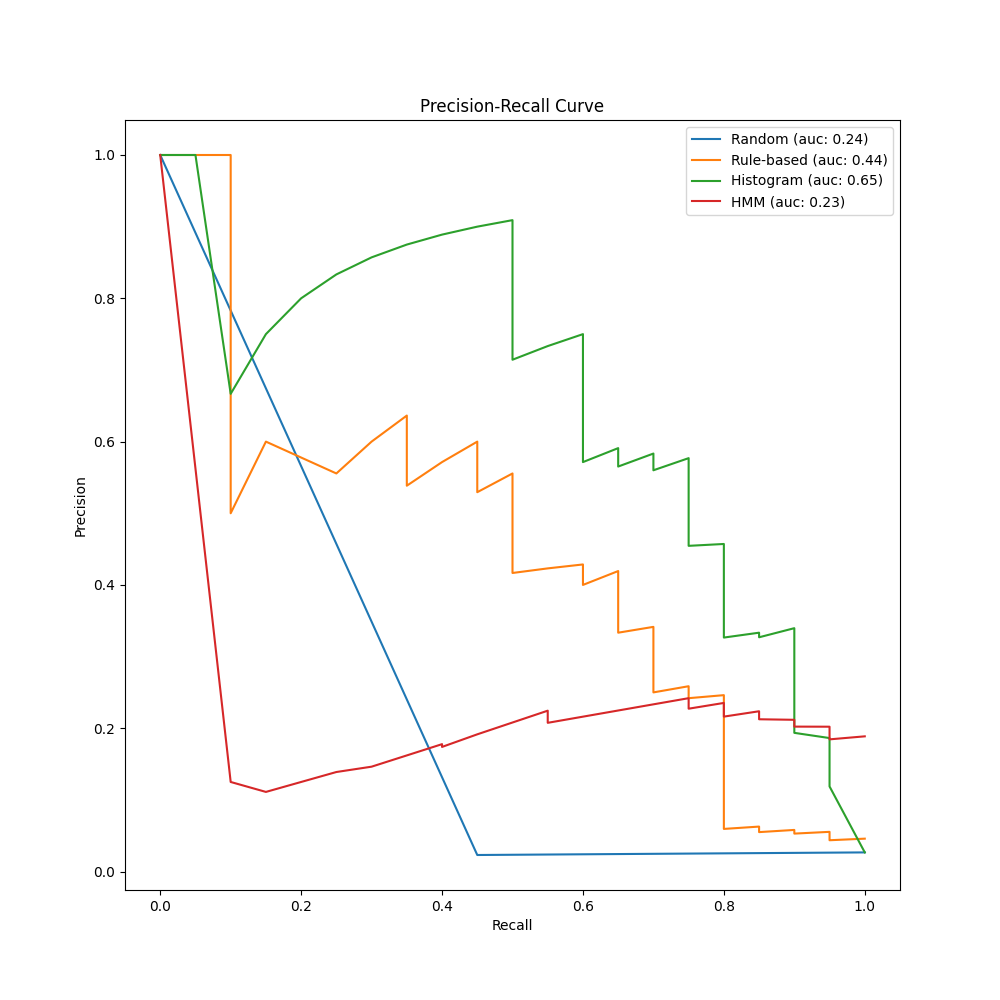 Precision-Recall Curve
Random (auc: 0.24)
Rule-based (auc: 0.44)
Histogram (auc: 0.65)
HMM (auc: 0.23)
Precision
1.0
0.8
0.6
0.4
0.2
0.0
0.0 0.2 0.4 0.6 0.8 1.0
Recall